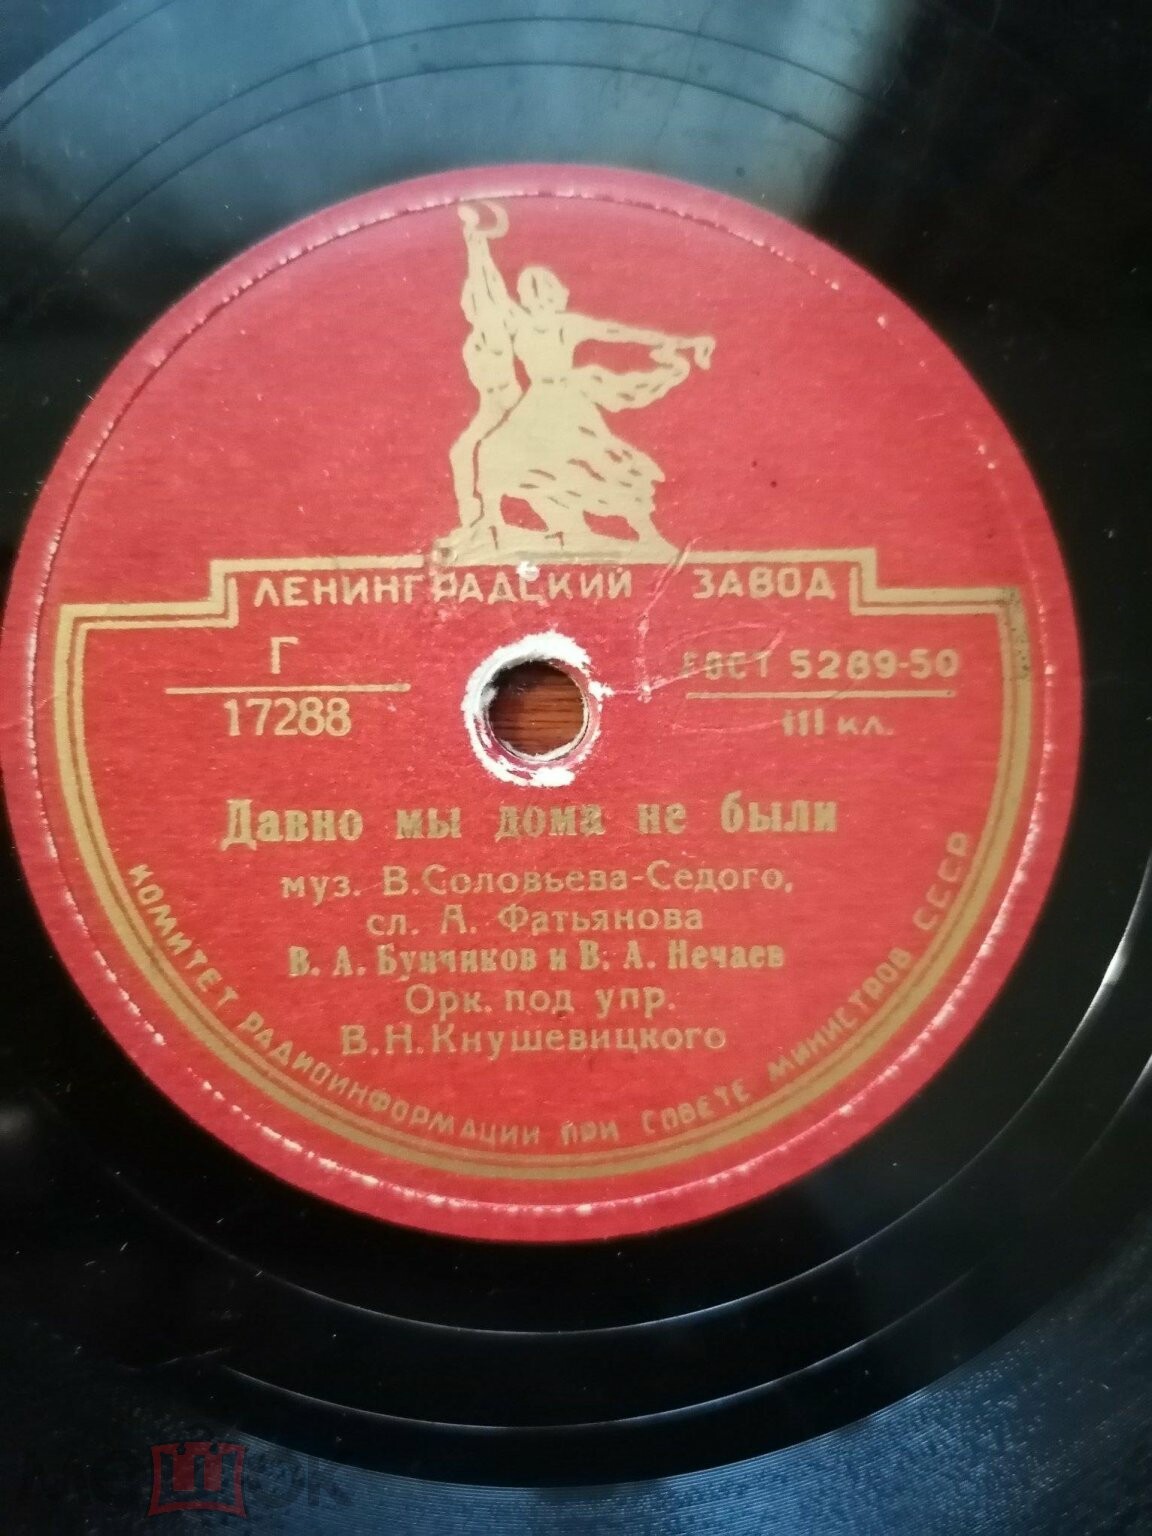 ЛЕНИНГРАДСКИЙ ЗАВОД
Г
17288
ГОСТ 5289-50
III кл.
Давно мы дома не были
муз. В.Соловьева-Седого,
сл. А. Фатьянова
В. А. Бунчиков и В. А. Нечаев
Орк. под упр.
В.Н.Кнушевицкого
КОМИТЕТ РАДИОИНФОРМАЦИИ ПРИ СОВЕТЕ МИНИСТРОВ СССР
мешок